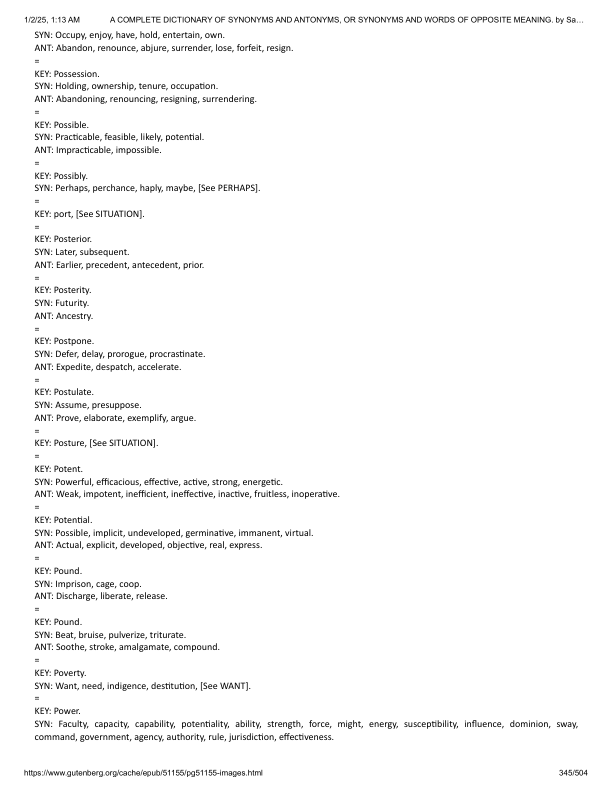 1/2/25, 1:13 AM A COMPLETE DICTIONARY OF SYNONYMS AND ANTONYMS, OR SYNONYMS AND WORDS OF OPPOSITE MEANING. by Sa…
SYN: Occupy, enjoy, have, hold, entertain, own.
ANT: Abandon, renounce, abjure, surrender, lose, forfeit, resign.
=
KEY: Possession.
SYN: Holding, ownership, tenure, occupation.
ANT: Abandoning, renouncing, resigning, surrendering.
=
KEY: Possible.
SYN: Practicable, feasible, likely, potential.
ANT: Impracticable, impossible.
=
KEY: Possibly.
SYN: Perhaps, perchance, haply, maybe, [See PERHAPS].
=
KEY: port, [See SITUATION].
=
KEY: Posterior.
SYN: Later, subsequent.
ANT: Earlier, precedent, antecedent, prior.
=
KEY: Posterity.
SYN: Futurity.
ANT: Ancestry.
=
KEY: Postpone.
SYN: Defer, delay, prorogue, procrastinate.
ANT: Expedite, despatch, accelerate.
=
KEY: Postulate.
SYN: Assume, presuppose.
ANT: Prove, elaborate, exemplify, argue.
=
KEY: Posture, [See SITUATION].
=
KEY: Potent.
SYN: Powerful, efficacious, effective, active, strong, energetic.
ANT: Weak, impotent, inefficient, ineffective, inactive, fruitless, inoperative.
=
KEY: Potential.
SYN: Possible, implicit, undeveloped, germinative, immanent, virtual.
ANT: Actual, explicit, developed, objective, real, express.
=
KEY: Pound.
SYN: Imprison, cage, coop.
ANT: Discharge, liberate, release.
=
KEY: Pound.
SYN: Beat, bruise, pulverize, triturate.
ANT: Soothe, stroke, amalgamate, compound.
=
KEY: Poverty.
SYN: Want, need, indigence, destitution, [See WANT].
=
KEY: Power.
SYN: Faculty, capacity, capability, potentiality, ability, strength, force, might, energy, susceptibility, influence, dominion, sway,
command, government, agency, authority, rule, jurisdiction, effectiveness.
https://www.gutenberg.org/cache/epub/51155/pg51155-images.html 345/504